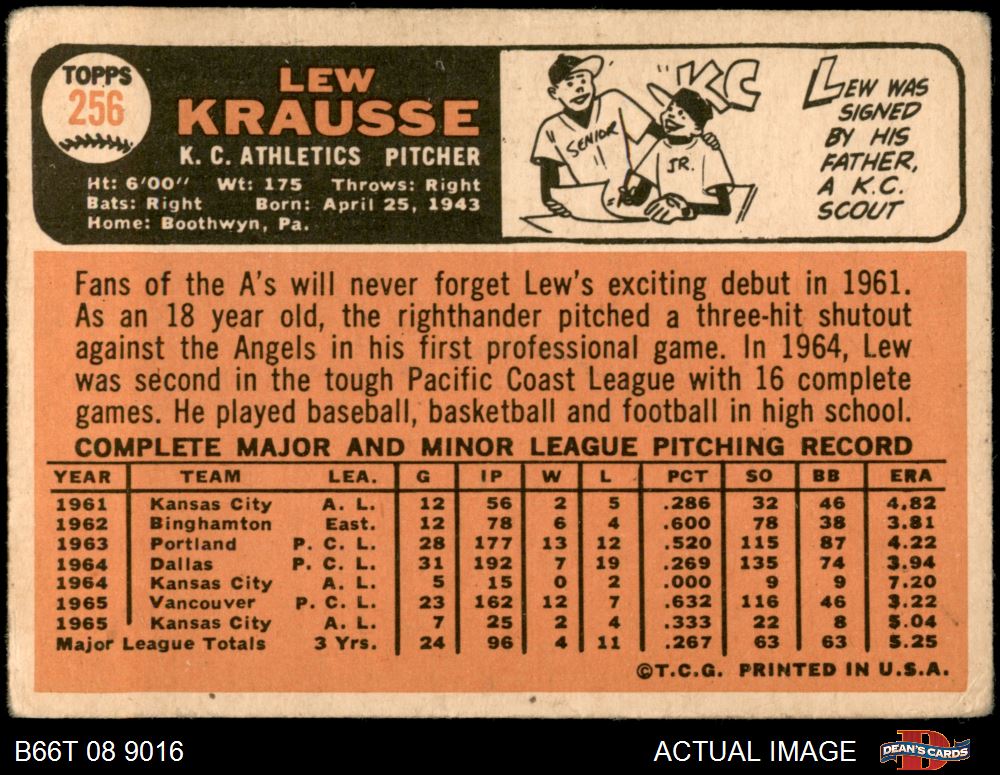 TOPPS
256
LEW
KRAUSSE
K. C. ATHLETICS PITCHER
Ht: 6'00" Wt: 175 Throws: Right
Bats: Right Born: April 25, 1943
Home: Boothwyn, Pa.
SENIOR
JR.
KC
LEW WAS
SIGNED
BY HIS
FATHER,
A K.C.
SCOUT
Fans of the A's will never forget Lew's exciting debut in 1961.
As an 18 year old, the righthander pitched a three-hit shutout
against the Angels in his first professional game. In 1964, Lew
was second in the tough Pacific Coast League with 16 complete
games. He played baseball, basketball and football in high school.
COMPLETE MAJOR AND MINOR LEAGUE PITCHING RECORD
YEAR TEAM LEA. G IP W L PCT SO BB ERA
1961 Kansas City A. L. 12 56 2 5 .286 32 46 4.82
1962 Binghamton East. 12 78 6 4 .600 78 38 3.81
1963 Portland P. C. L. 28 177 13 12 .520 115 87 4.22
1964 Dallas P. C. L. 31 192 7 19 .269 135 74 3.94
1964 Kansas City A. L. 5 15 0 2 .000 9 9 7.20
1965 Vancouver P. C. L. 23 162 12 7 .632 116 46 3.22
1965 Kansas City A. L. 7 25 2 4 .333 22 8 5.04
Major League Totals 3 Yrs. 24 96 4 11 .267 63 63 5.25
©T.C.G. PRINTED IN U.S.A.
B66T 08 9016
ACTUAL IMAGE
DEAN'S CARDS